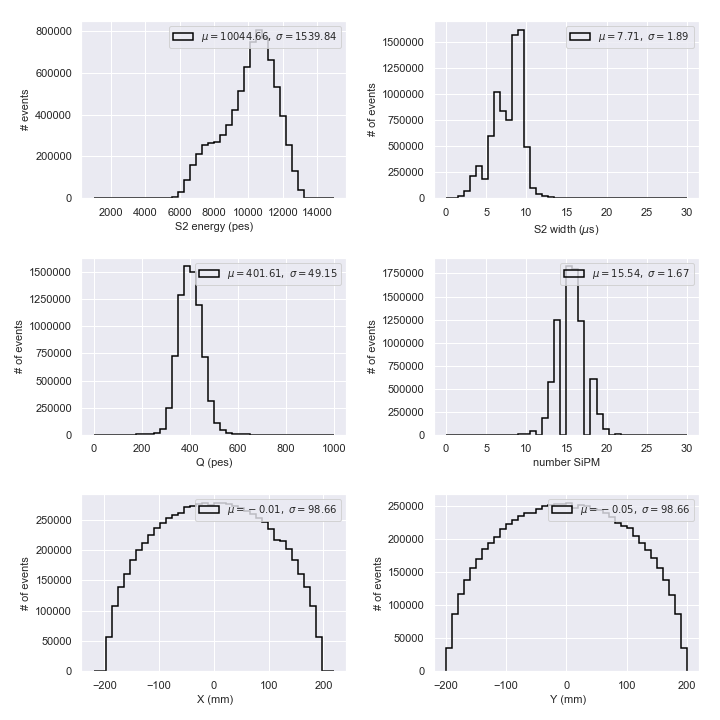 μ = 10044.66, σ = 1539.84
800000
600000
400000
200000
0
# events
2000 4000 6000 8000 10000 12000 14000
S2 energy (pes)
μ = 7.71, σ = 1.89
1500000
1250000
1000000
750000
500000
250000
0
# of events
0 5 10 15 20 25 30
S2 width (μs)
μ = 401.61, σ = 49.15
1500000
1250000
1000000
750000
500000
250000
0
# of events
0 200 400 600 800 1000
Q (pes)
μ = 15.54, σ = 1.67
1750000
1500000
1250000
1000000
750000
500000
250000
0
# of events
0 5 10 15 20 25 30
number SiPM
μ = −0.01, σ = 98.66
250000
200000
150000
100000
50000
0
# of events
−200 −100 0 100 200
X (mm)
μ = −0.05, σ = 98.66
250000
200000
150000
100000
50000
0
# of events
−200 −100 0 100 200
Y (mm)